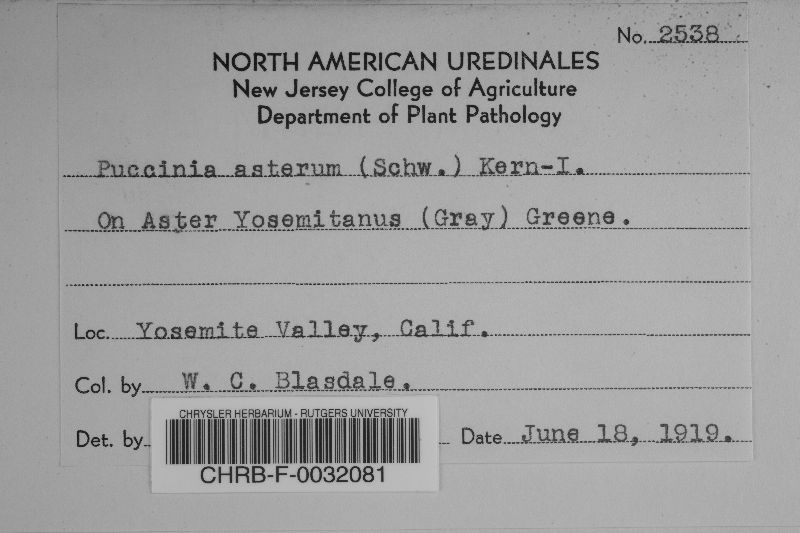 No. 2538
NORTH AMERICAN UREDINALES
New Jersey College of Agriculture
Department of Plant Pathology
Puccinia asterum (Schw.) Kern-I.
On Aster Yosemitanus (Gray) Greene.
Loc. Yosemite Valley, Calif.
Col. by W. C. Blasdale.
Det. by
Date June 18, 1919.
CHRYSLER HERBARIUM - RUTGERS UNIVERSITY
CHRB-F-0032081